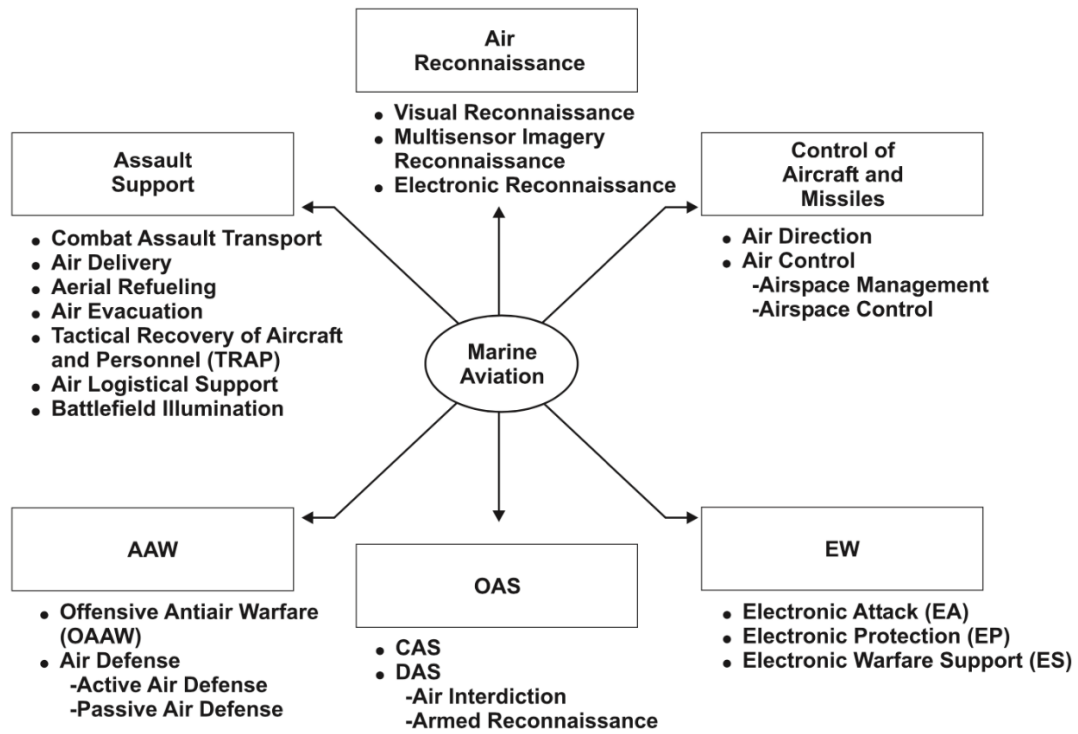 Air
Reconnaissance
• Visual Reconnaissance
• Multisensor Imagery
Reconnaissance
• Electronic Reconnaissance
Assault
Support
• Combat Assault Transport
• Air Delivery
• Aerial Refueling
• Air Evacuation
• Tactical Recovery of Aircraft
and Personnel (TRAP)
• Air Logistical Support
• Battlefield Illumination
Control of
Aircraft and
Missiles
• Air Direction
• Air Control
-Airspace Management
-Airspace Control
Marine
Aviation
AAW
• Offensive Antiair Warfare
(OAAW)
• Air Defense
-Active Air Defense
-Passive Air Defense
OAS
• CAS
• DAS
-Air Interdiction
-Armed Reconnaissance
EW
• Electronic Attack (EA)
• Electronic Protection (EP)
• Electronic Warfare Support (ES)